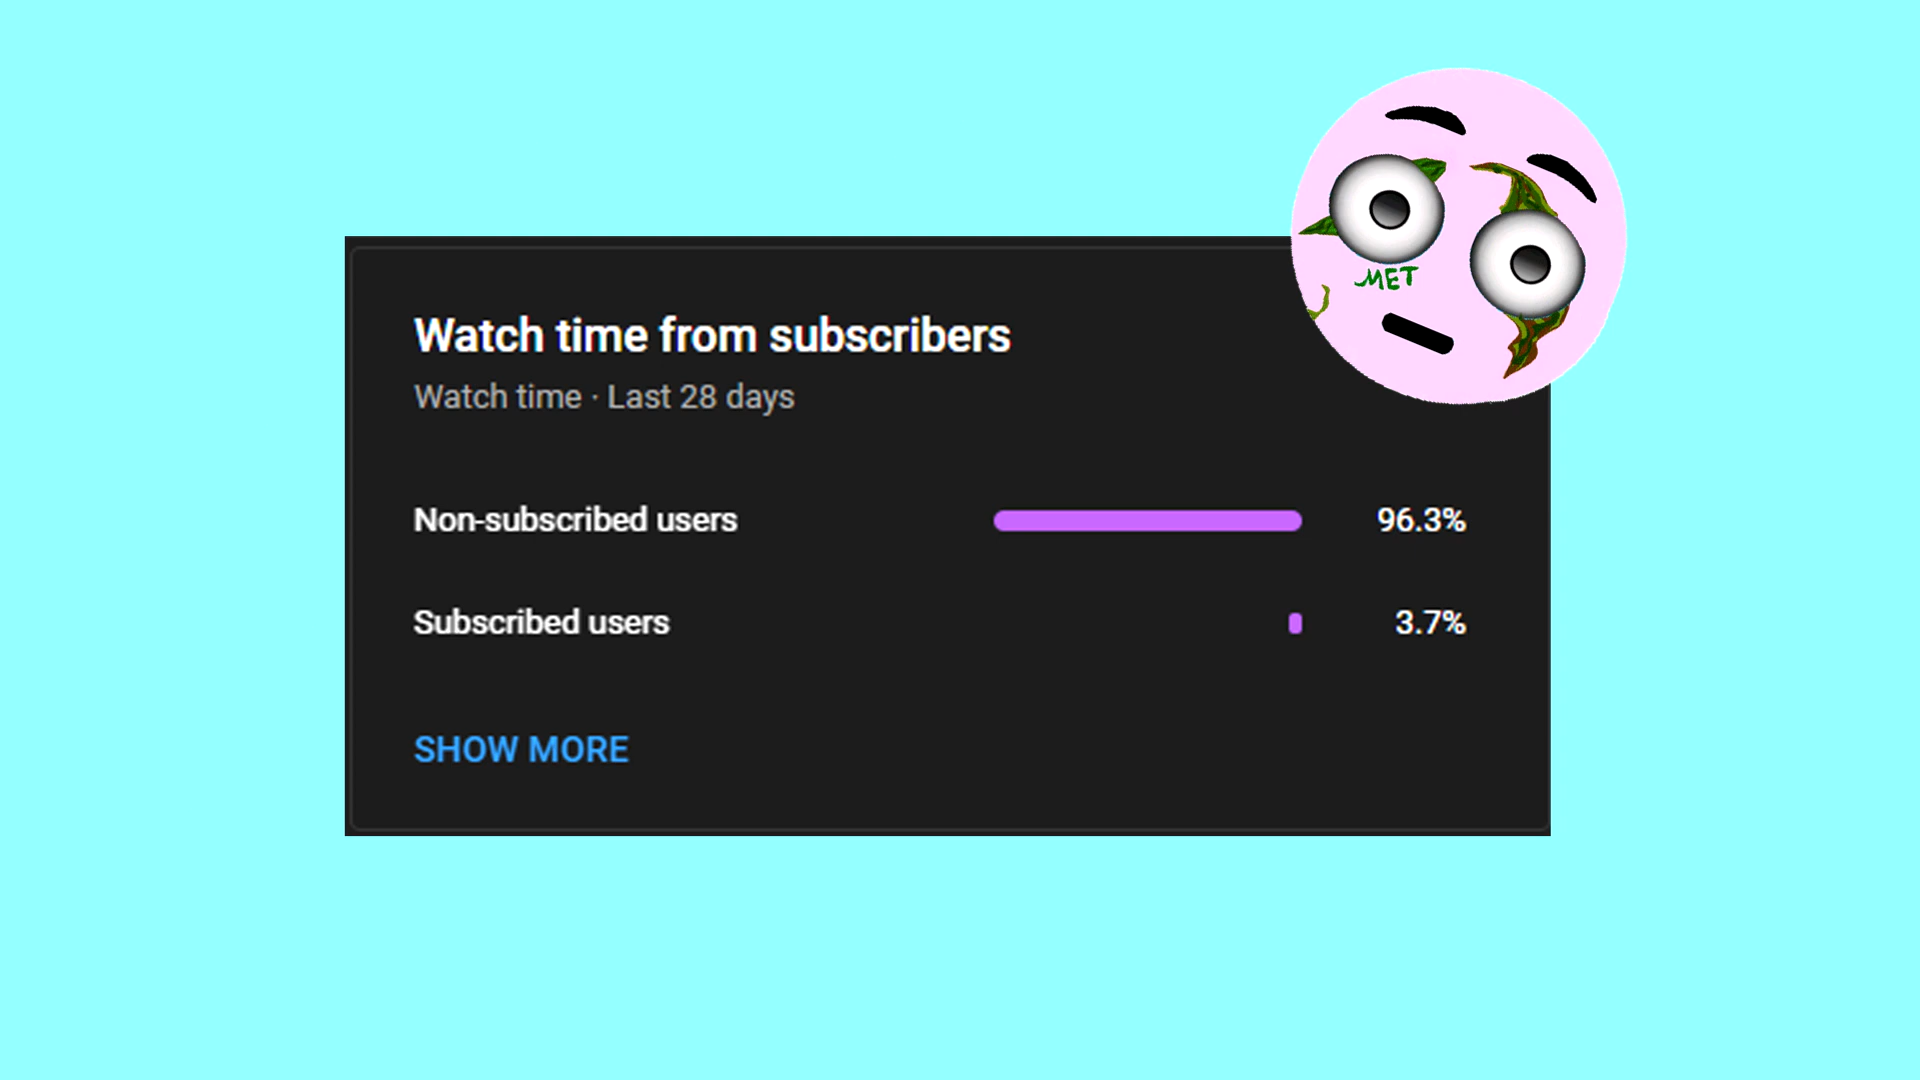 MET
Watch time from subscribers
Watch time · Last 28 days
Non-subscribed users 96.3%
Subscribed users 3.7%
SHOW MORE